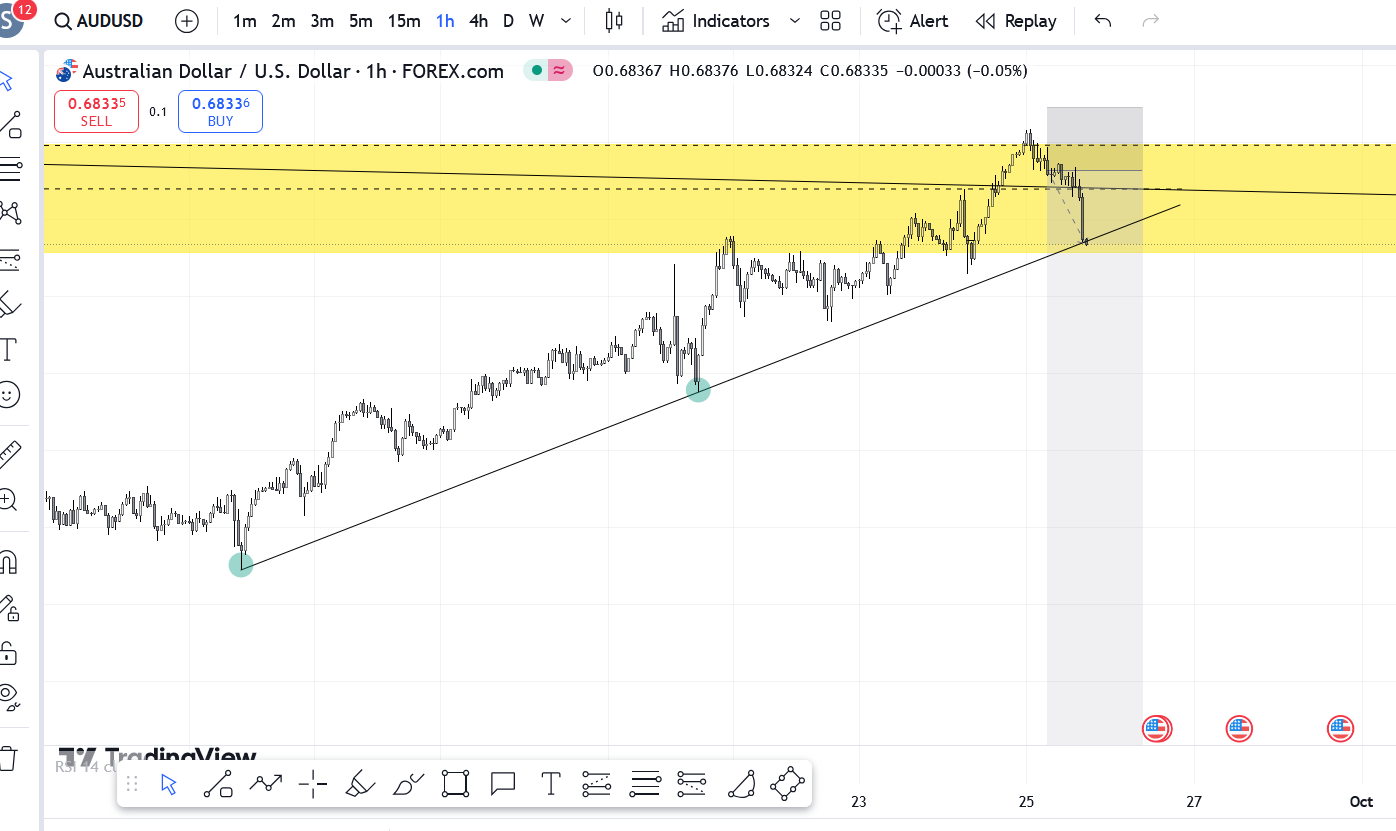 S 12
AUDUSD 1m 2m 3m 5m 15m 1h 4h D W Indicators Alert Replay
Australian Dollar / U.S. Dollar · 1h · FOREX.com O0.68367 H0.68376 L0.68324 C0.68335 −0.00033 (−0.05%)
0.68335 0.1 0.68336
SELL BUY
TradingView
RSI 14
23 25 27 Oct